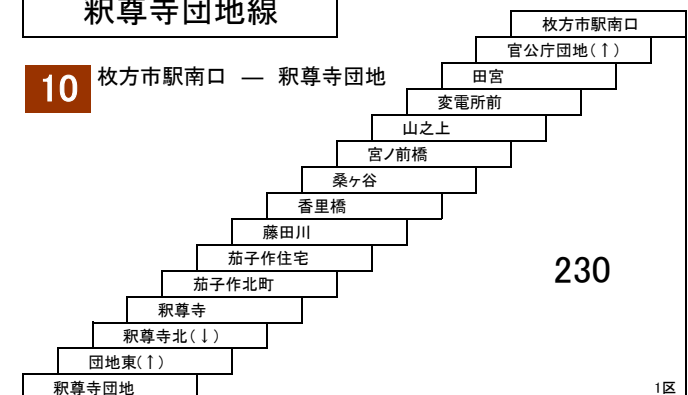 釈尊寺団地線
10 枚方市駅南口 ― 釈尊寺団地
枚方市駅南口
官公庁団地(↑)
田宮
変電所前
山之上
宮ノ前橋
桑ヶ谷
香里橋
藤田川
茄子作住宅
茄子作北町
釈尊寺
釈尊寺北(↓)
団地東(↑)
釈尊寺団地
230
1区